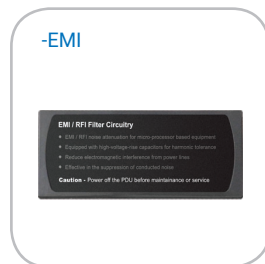 -EMI
EMI / RFI Filter Circuitry
EMI / RFI noise attenuation for micro-processor based equipment
Equipped with high-voltage-rise capacitors for harmonic tolerance
Reduce electromagnetic interference from power lines
Effective in the suppression of conducted noise
Caution - Power off the PDU before maintainance or service